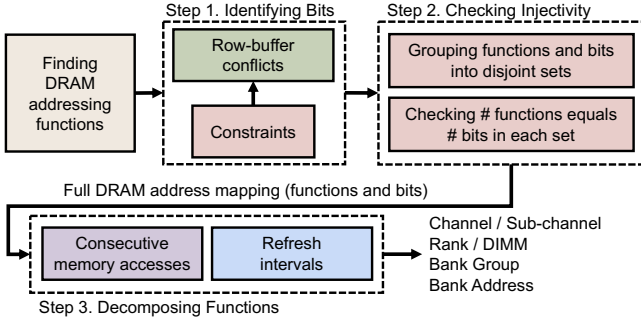 Step 1. Identifying Bits
Step 2. Checking Injectivity
Finding
DRAM
addressing
functions
Row-buffer
conflicts
Constraints
Grouping functions and bits
into disjoint sets
Checking # functions equals
# bits in each set
Full DRAM address mapping (functions and bits)
Consecutive
memory accesses
Refresh
intervals
Channel / Sub-channel
Rank / DIMM
Bank Group
Bank Address
Step 3. Decomposing Functions